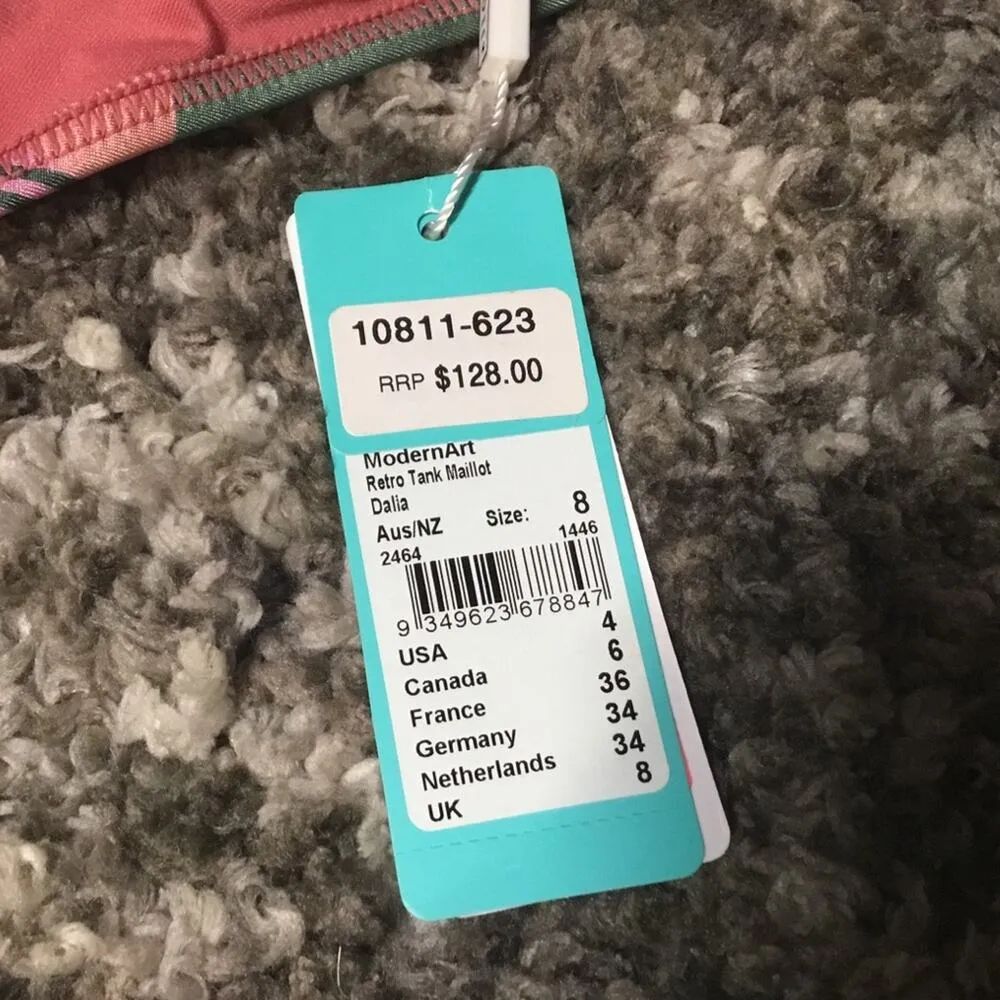 10811-623
RRP $128.00
ModernArt
Retro Tank Maillot
Dalia
Aus/NZ Size: 8
2464 1446
9 349623 678847
USA 4
Canada 6
France 36
Germany 34
Netherlands 34
UK 8